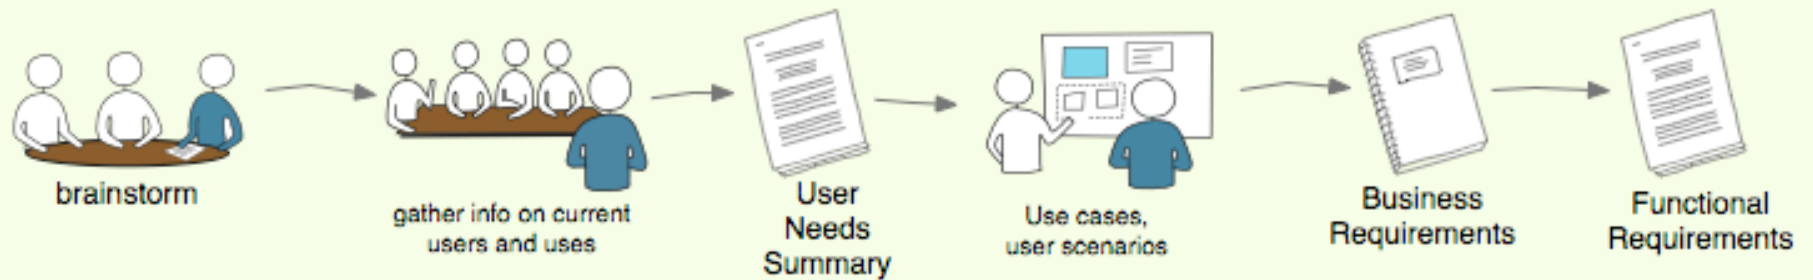 brainstorm
gather info on current
users and uses
User
Needs
Summary
Use cases,
user scenarios
Business
Requirements
Functional
Requirements